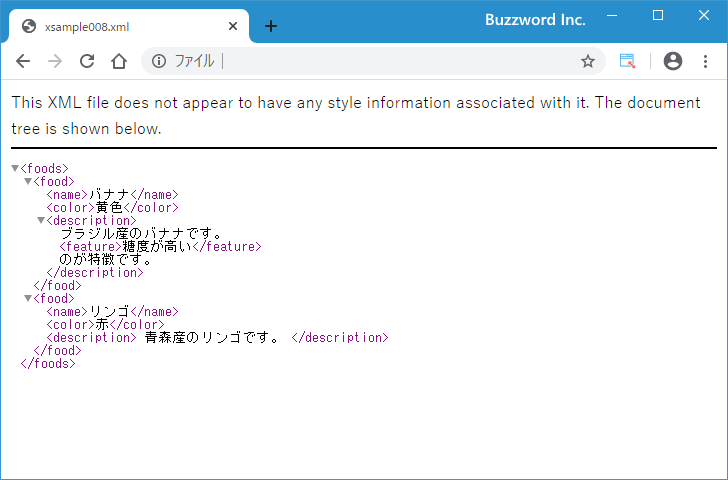 xsample008.xml
Buzzword Inc.
ファイル
This XML file does not appear to have any style information associated with it. The document
tree is shown below.
<foods>
<food>
<name>バナナ</name>
<color>黄色</color>
<description>
ブラジル産のバナナです。
<feature>糖度が高い</feature>
のが特徴です。
</description>
</food>
<food>
<name>リンゴ</name>
<color>赤</color>
<description> 青森産のリンゴです。 </description>
</food>
</foods>